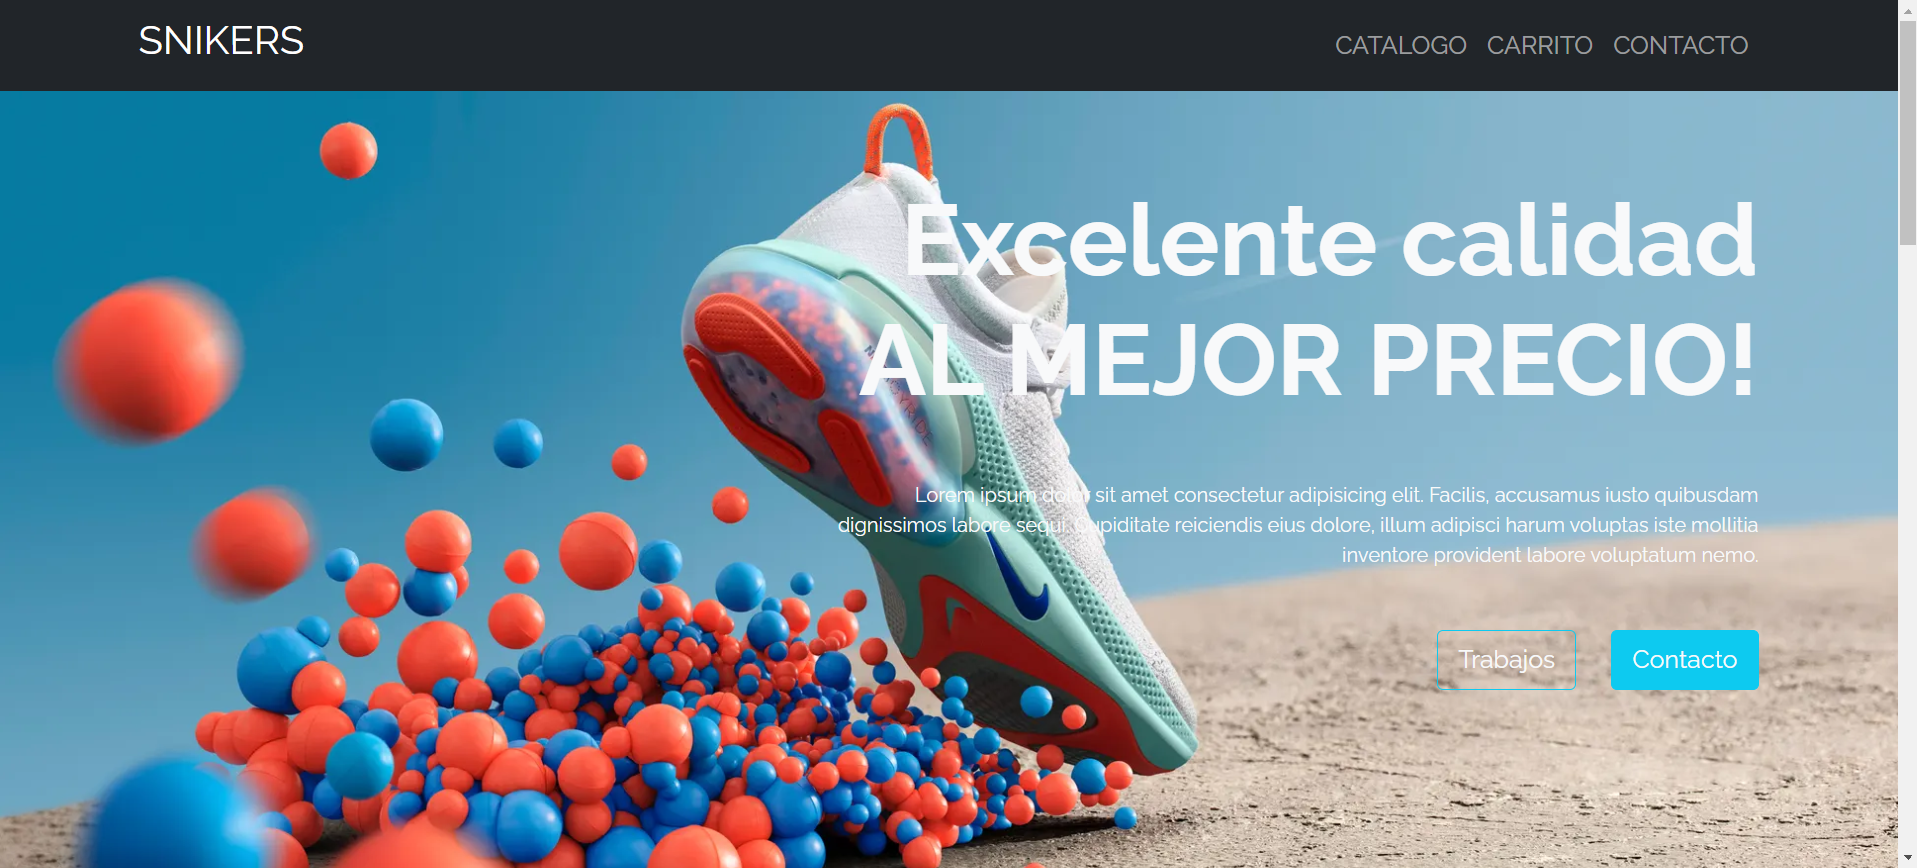 SNIKERS
CATALOGO CARRITO CONTACTO
Excelente calidad
AL MEJOR PRECIO!
Lorem ipsum dolor sit amet consectetur adipisicing elit. Facilis, accusamus iusto quibusdam
dignissimos labore sequi. Cupiditate reiciendis eius dolore, illum adipisci harum voluptas iste mollitia
inventore provident labore voluptatum nemo.
Trabajos Contacto